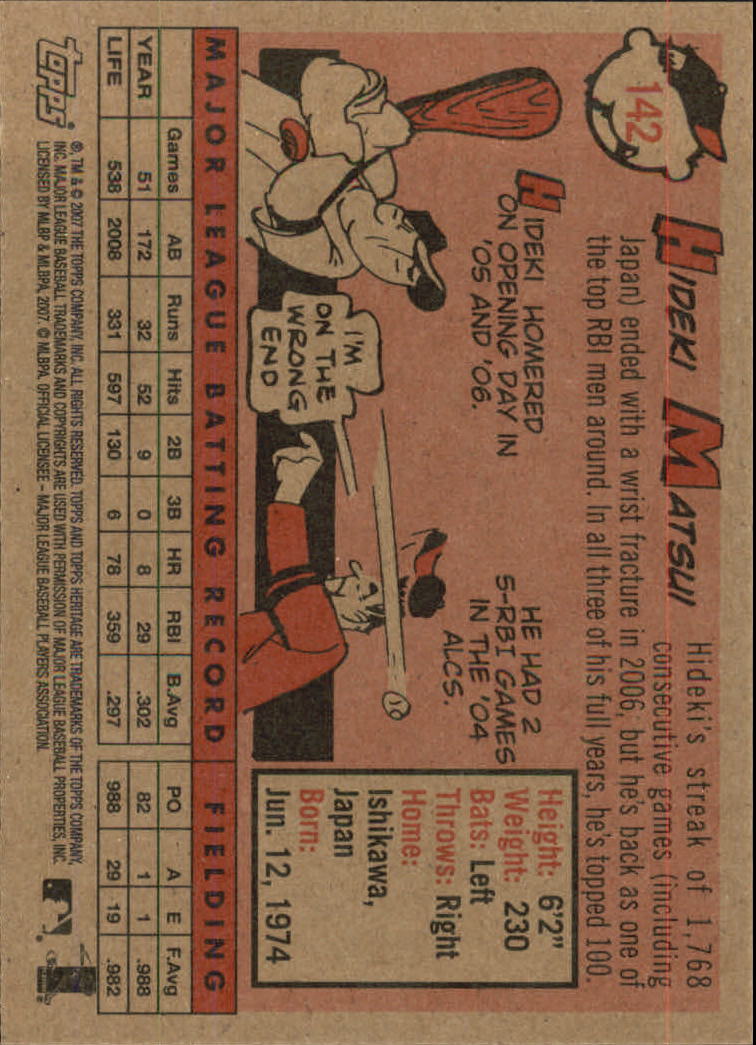 142
HIDEKI MATSUI
Hideki's streak of 1,768
consecutive games (including
Japan) ended with a wrist fracture in 2006, but he's back as one of
the top RBI men around. In all three of his full years, he's topped 100.
HIDEKI HOMERED
ON OPENING DAY IN
'05 AND '06.
I'M
ON THE
WRONG
END
HE HAD 2
5-RBI GAMES
IN THE '04
ALCS.
Height: 6'2"
Weight: 230
Bats: Left
Throws: Right
Home:
Ishikawa,
Japan
Born:
Jun. 12, 1974
MAJOR LEAGUE BATTING RECORD FIELDING
Games AB Runs Hits 2B 3B HR RBI B.Avg PO A E F.Avg
YEAR 51 172 32 52 9 0 8 29 .302 82 1 1 .988
LIFE 538 2008 331 597 130 6 78 359 .297 988 29 19 .982
topps®
®, TM & © 2007 THE TOPPS COMPANY, INC. ALL RIGHTS RESERVED. TOPPS AND TOPPS HERITAGE ARE TRADEMARKS OF THE TOPPS COMPANY,
INC. MAJOR LEAGUE BASEBALL TRADEMARKS AND COPYRIGHTS ARE USED WITH PERMISSION OF MAJOR LEAGUE BASEBALL PROPERTIES, INC.
LICENSED BY MLBP & MLBPA, 2007. © MLBPA. OFFICIAL LICENSEE – MAJOR LEAGUE BASEBALL PLAYERS ASSOCIATION.